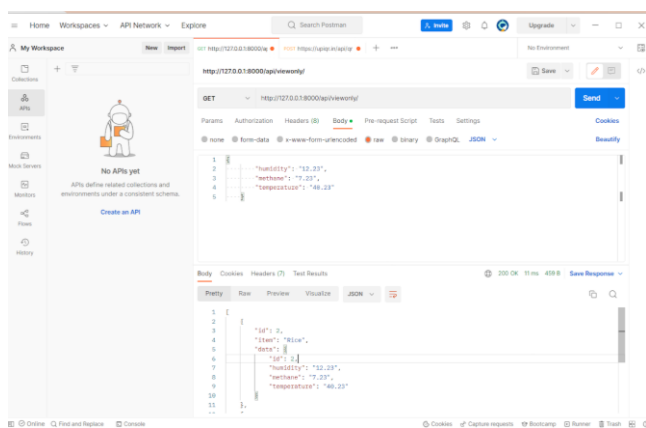 Home Workspaces API Network Explore Search Postman Invite Upgrade
My Workspace New Import GET http://127.0.0.1:8000/ap POST https://upsp.in/api/qr + No Environment
http://127.0.0.1:8000/api/viewonly/ Save
Collections
APIs
Environments
Mock Servers
Monitors
Flows
History
No APIs yet
APIs define related collections and
environments under a consistent schema.
Create an API
GET http://127.0.0.1:8000/api/viewonly/ Send
Params Authorization Headers (8) Body Pre-request Script Tests Settings Cookies
none form-data x-www-form-urlencoded raw binary GraphQL JSON Beautify
1 {
2 "humidity": "12.23",
3 "methane": "7.23",
4 "temperature": "40.23"
5 }
Body Cookies Headers (7) Test Results 200 OK 11 ms 459 B Save Response
Pretty Raw Preview Visualize JSON
1 [
2 {
3 "id": 2,
4 "item": "Rice",
5 "data": {
6 "id": 2,
7 "humidity": "12.23",
8 "methane": "7.23",
9 "temperature": "40.23"
10 }
11 },
Online Find and Replace Console Cookies Capture requests Bootcamp Runner Trash